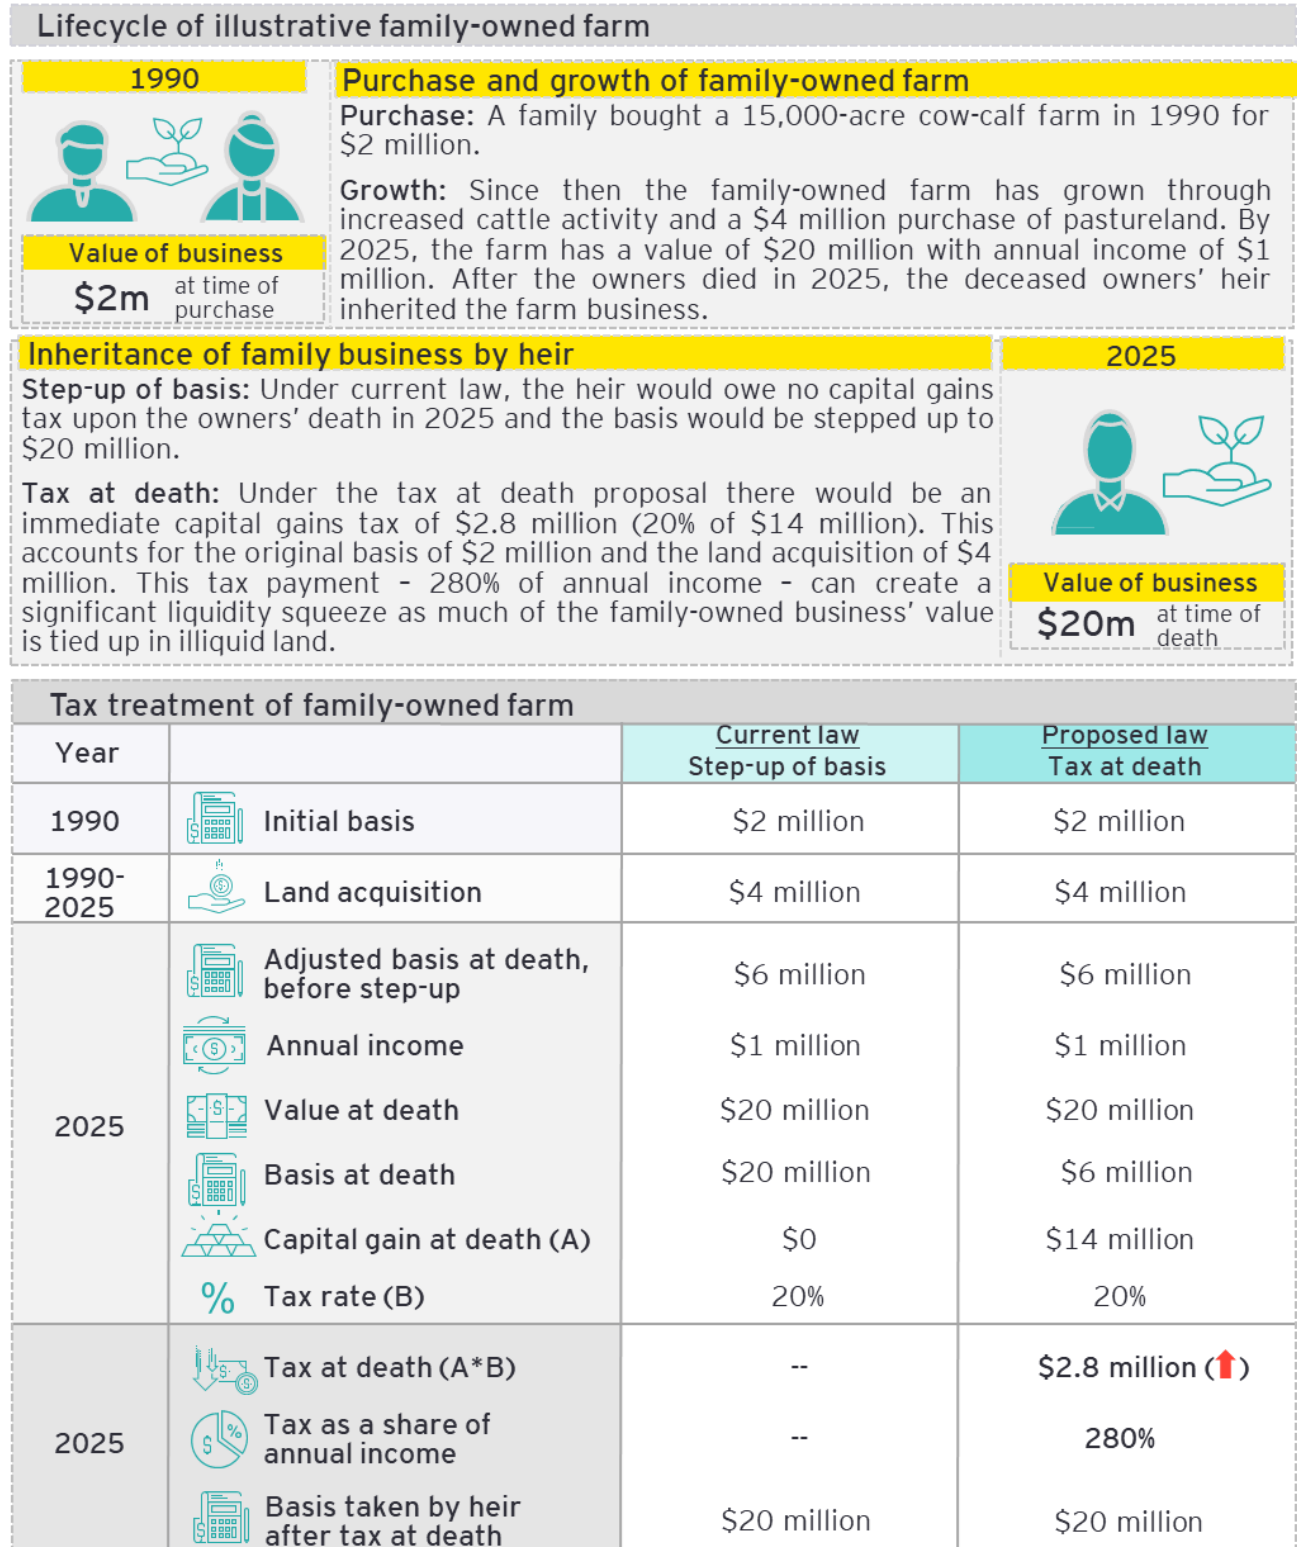 Lifecycle of illustrative family-owned farm
1990
Value of business
$2m
at time of
purchase
Purchase and growth of family-owned farm
Purchase: A family bought a 15,000-acre cow-calf farm in 1990 for
$2 million.
Growth: Since then the family-owned farm has grown through
increased cattle activity and a $4 million purchase of pastureland. By
2025, the farm has a value of $20 million with annual income of $1
million. After the owners died in 2025, the deceased owners' heir
inherited the farm business.
Inheritance of family business by heir
Step-up of basis: Under current law, the heir would owe no capital gains
tax upon the owners' death in 2025 and the basis would be stepped up to
$20 million.
Tax at death: Under the tax at death proposal there would be an
immediate capital gains tax of $2.8 million (20% of $14 million). This
accounts for the original basis of $2 million and the land acquisition of $4
million. This tax payment – 280% of annual income – can create a
significant liquidity squeeze as much of the family-owned business' value
is tied up in illiquid land.
2025
Value of business
$20m
at time of
death
Tax treatment of family-owned farm
Year
Current law
Step-up of basis
Proposed law
Tax at death
1990 Initial basis $2 million $2 million
1990-
2025
Land acquisition $4 million $4 million
2025
Adjusted basis at death,
before step-up
$6 million $6 million
Annual income $1 million $1 million
Value at death $20 million $20 million
Basis at death $20 million $6 million
Capital gain at death (A) $0 $14 million
% Tax rate (B) 20% 20%
2025
Tax at death (A*B) -- $2.8 million (⬆)
Tax as a share of
annual income
-- 280%
Basis taken by heir
after tax at death
$20 million $20 million